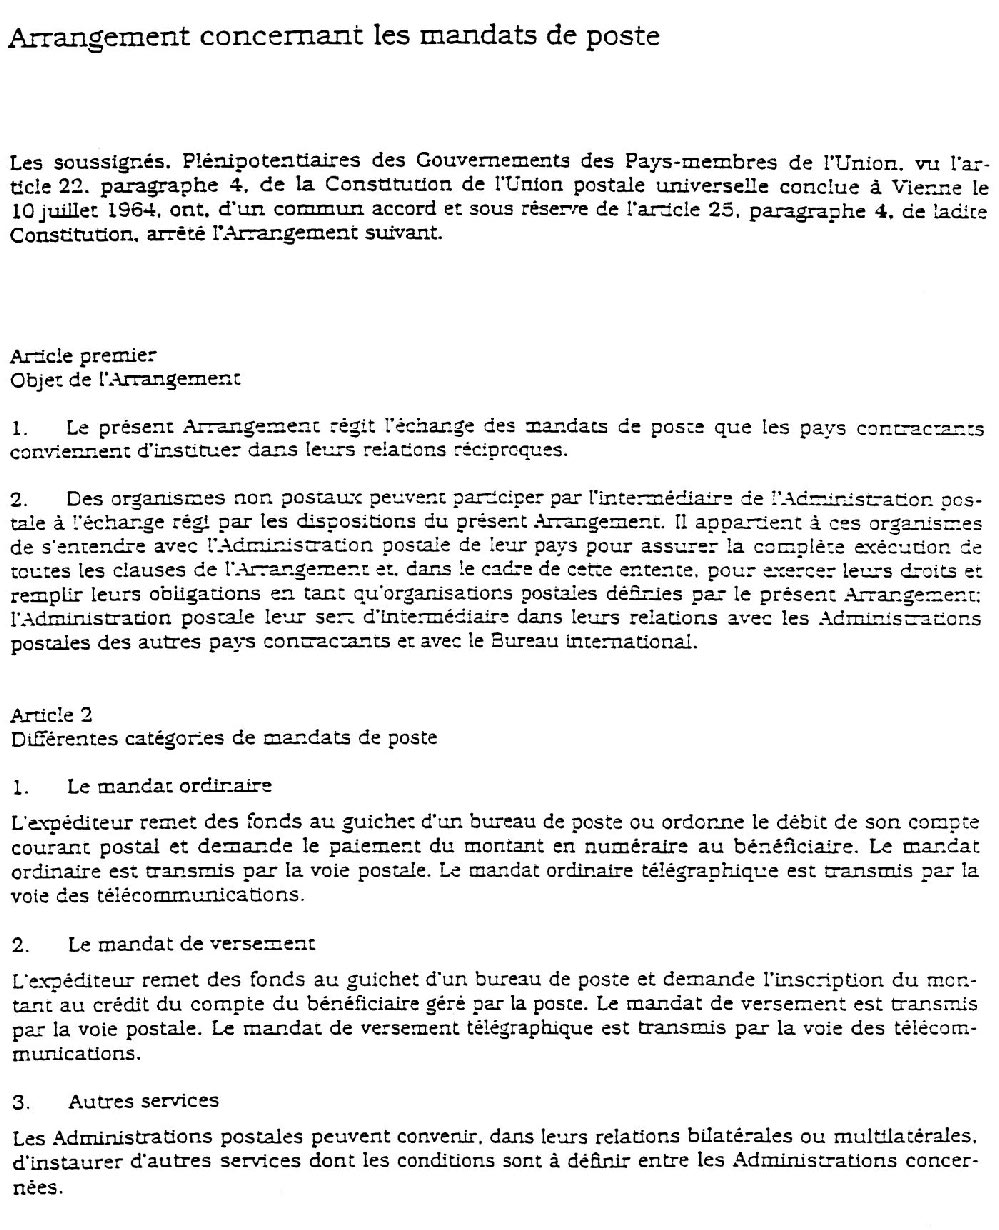 Arrangement concernant les mandats de poste
Les soussignés, Plénipotentiaires des Gouvernements des Pays-membres de l'Union, vu l'ar-
ticle 22, paragraphe 4, de la Constitution de l'Union postale universelle conclue à Vienne le
10 juillet 1964, ont, d'un commun accord et sous réserve de l'article 25, paragraphe 4, de ladite
Constitution, arrêté l'Arrangement suivant.
Article premier
Objet de l'Arrangement
1. Le présent Arrangement régit l'échange des mandats de poste que les pays contractants
conviennent d'instituer dans leurs relations réciproques.
2. Des organismes non postaux peuvent participer par l'intermédiaire de l'Administration pos-
tale à l'échange régi par les dispositions du présent Arrangement. Il appartient à ces organismes
de s'entendre avec l'Administration postale de leur pays pour assurer la complète exécution de
toutes les clauses de l'Arrangement et, dans le cadre de cette entente, pour exercer leurs droits et
remplir leurs obligations en tant qu'organisations postales définies par le présent Arrangement;
l'Administration postale leur sert d'intermédiaire dans leurs relations avec les Administrations
postales des autres pays contractants et avec le Bureau international.
Article 2
Différentes catégories de mandats de poste
1. Le mandat ordinaire
L'expéditeur remet des fonds au guichet d'un bureau de poste ou ordonne le débit de son compte
courant postal et demande le paiement du montant en numéraire au bénéficiaire. Le mandat
ordinaire est transmis par la voie postale. Le mandat ordinaire télégraphique est transmis par la
voie des télécommunications.
2. Le mandat de versement
L'expéditeur remet des fonds au guichet d'un bureau de poste et demande l'inscription du mon-
tant au crédit du compte du bénéficiaire géré par la poste. Le mandat de versement est transmis
par la voie postale. Le mandat de versement télégraphique est transmis par la voie des télécom-
munications.
3. Autres services
Les Administrations postales peuvent convenir, dans leurs relations bilatérales ou multilatérales,
d'instaurer d'autres services dont les conditions sont à définir entre les Administrations concer-
nées.